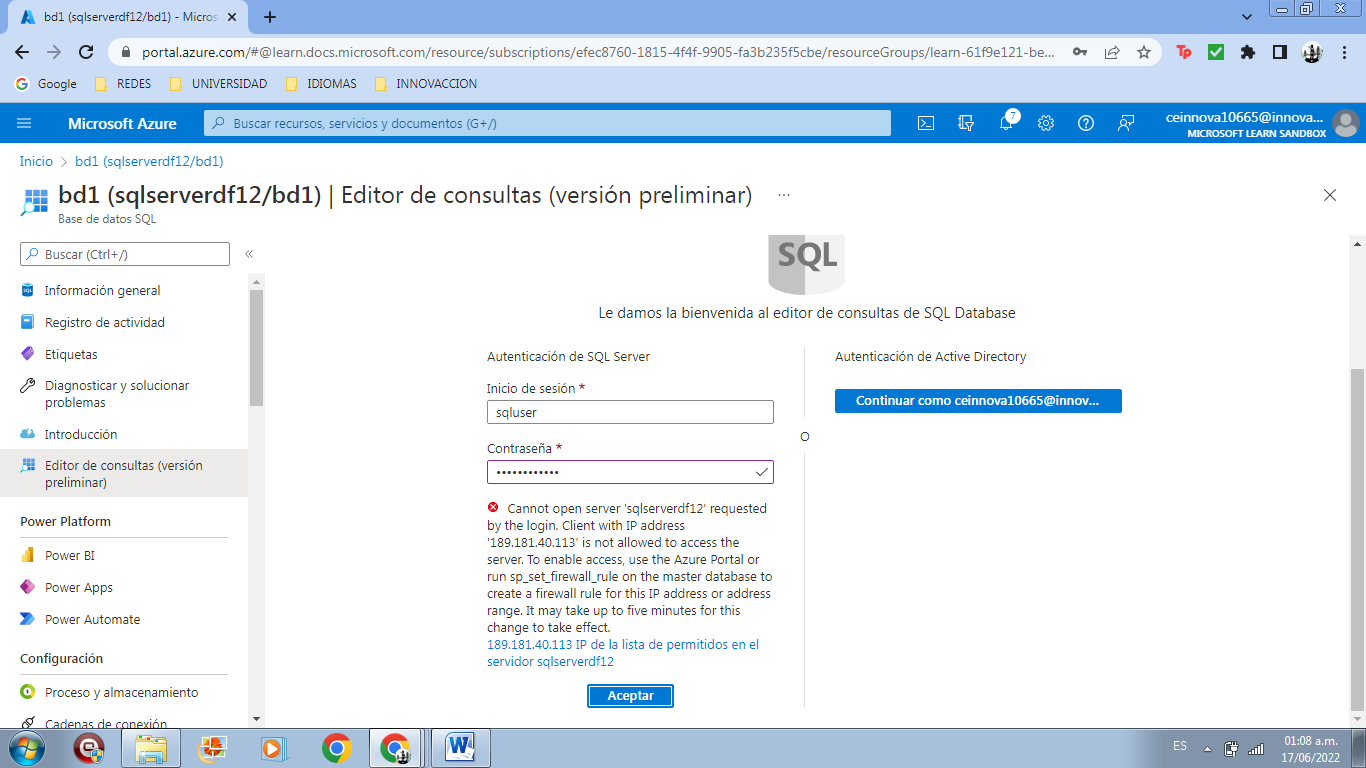 bd1 (sqlserverdf12/bd1) - Micros
portal.azure.com/#@learn.docs.microsoft.com/resource/subscriptions/efec8760-1815-4f4f-9905-fa3b235f5cbe/resourceGroups/learn-61f9e121-be...
Google REDES UNIVERSIDAD IDIOMAS INNOVACCION
Microsoft Azure
Buscar recursos, servicios y documentos (G+/)
7
ceinnova10665@innova...
MICROSOFT LEARN SANDBOX
Inicio > bd1 (sqlserverdf12/bd1)
bd1 (sqlserverdf12/bd1) | Editor de consultas (versión preliminar) ...
Base de datos SQL
Buscar (Ctrl+/) «
Información general
Registro de actividad
Etiquetas
Diagnosticar y solucionar
problemas
Introducción
Editor de consultas (versión
preliminar)
Power Platform
Power BI
Power Apps
Power Automate
Configuración
Proceso y almacenamiento
Cadenas de conexión
SQL
Le damos la bienvenida al editor de consultas de SQL Database
Autenticación de SQL Server
Inicio de sesión *
sqluser
Contraseña *
••••••••••••
Cannot open server 'sqlserverdf12' requested
by the login. Client with IP address
'189.181.40.113' is not allowed to access the
server. To enable access, use the Azure Portal or
run sp_set_firewall_rule on the master database to
create a firewall rule for this IP address or address
range. It may take up to five minutes for this
change to take effect.
189.181.40.113 IP de la lista de permitidos en el
servidor sqlserverdf12
Aceptar
O
Autenticación de Active Directory
Continuar como ceinnova10665@innov...
ES
01:08 a.m.
17/06/2022